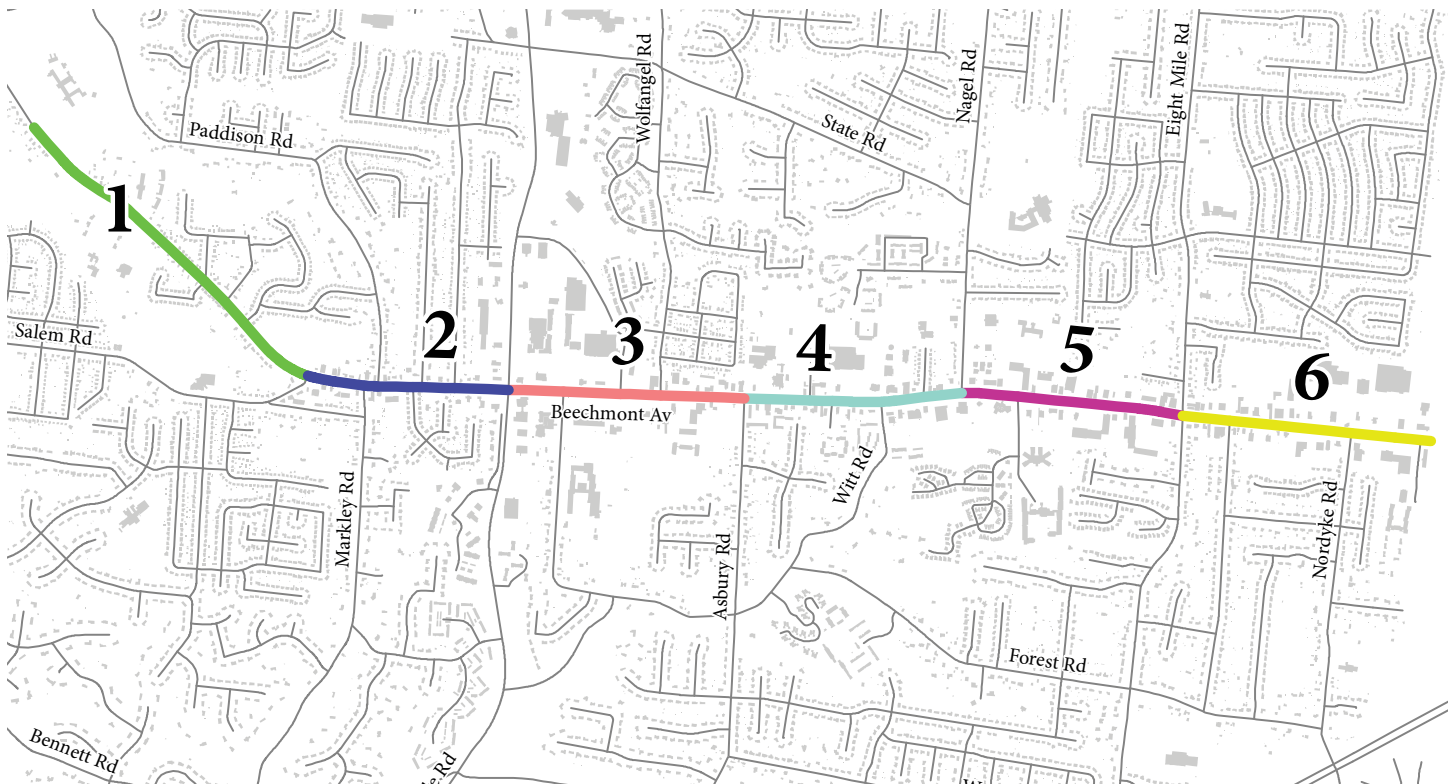 Wolfangel Rd
Nagel Rd
Eight Mile Rd
Paddison Rd
State Rd
1
Salem Rd
2
3
4
5
6
Beechmont Av
Markley Rd
Witt Rd
Asbury Rd
Nordyke Rd
Forest Rd
Bennett Rd
Rd